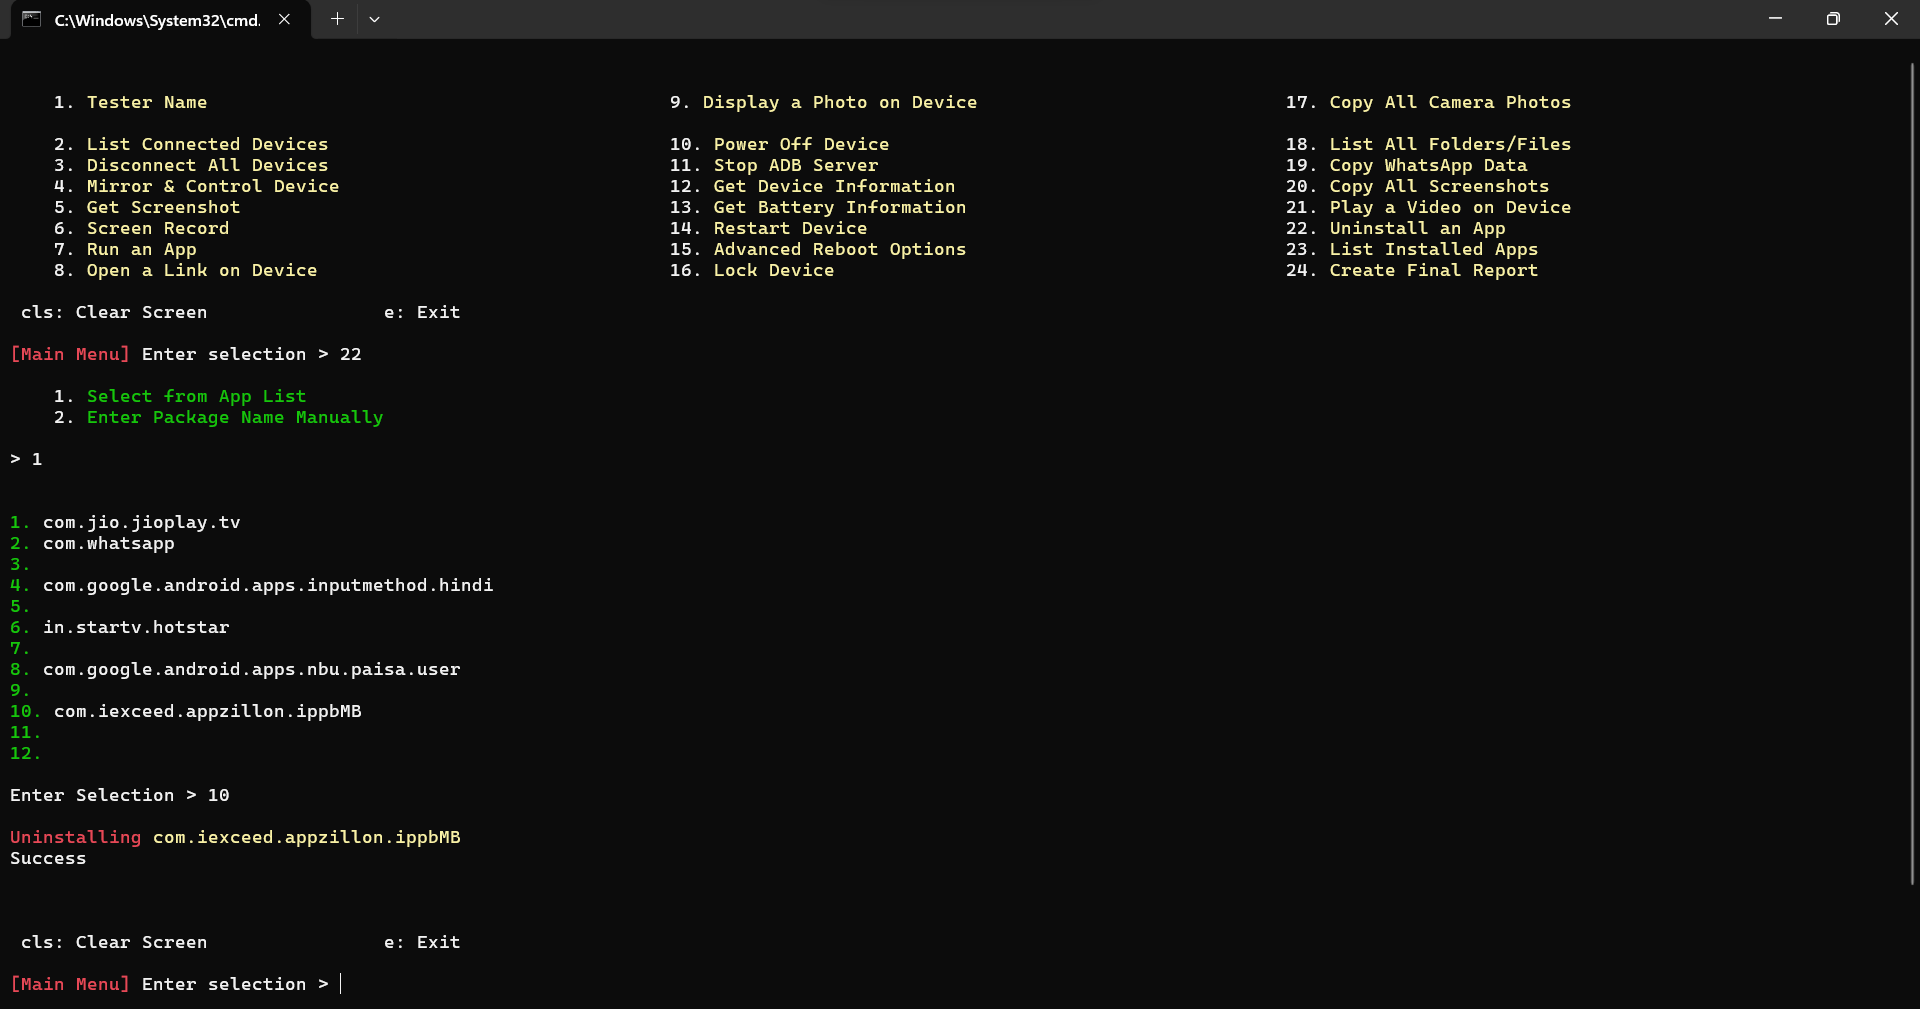 C:\Windows\System32\cmd.
1. Tester Name 9. Display a Photo on Device 17. Copy All Camera Photos
2. List Connected Devices 10. Power Off Device 18. List All Folders/Files
3. Disconnect All Devices 11. Stop ADB Server 19. Copy WhatsApp Data
4. Mirror & Control Device 12. Get Device Information 20. Copy All Screenshots
5. Get Screenshot 13. Get Battery Information 21. Play a Video on Device
6. Screen Record 14. Restart Device 22. Uninstall an App
7. Run an App 15. Advanced Reboot Options 23. List Installed Apps
8. Open a Link on Device 16. Lock Device 24. Create Final Report
cls: Clear Screen e: Exit
[Main Menu] Enter selection > 22
1. Select from App List
2. Enter Package Name Manually
> 1
1. com.jio.jioplay.tv
2. com.whatsapp
3.
4. com.google.android.apps.inputmethod.hindi
5.
6. in.startv.hotstar
7.
8. com.google.android.apps.nbu.paisa.user
9.
10. com.iexceed.appzillon.ippbMB
11.
12.
Enter Selection > 10
Uninstalling com.iexceed.appzillon.ippbMB
Success
cls: Clear Screen e: Exit
[Main Menu] Enter selection >